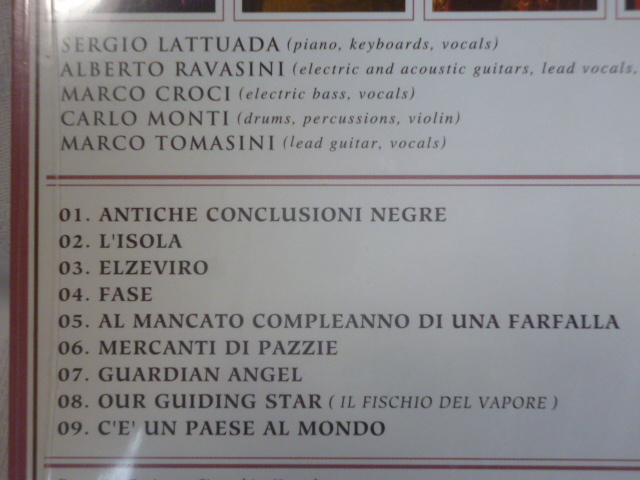 SERGIO LATTUADA (piano, keyboards, vocals)
ALBERTO RAVASINI (electric and acoustic guitars, lead vocals,
MARCO CROCI (electric bass, vocals)
CARLO MONTI (drums, percussions, violin)
MARCO TOMASINI (lead guitar, vocals)
01. ANTICHE CONCLUSIONI NEGRE
02. L'ISOLA
03. ELZEVIRO
04. FASE
05. AL MANCATO COMPLEANNO DI UNA FARFALLA
06. MERCANTI DI PAZZIE
07. GUARDIAN ANGEL
08. OUR GUIDING STAR ( IL FISCHIO DEL VAPORE )
09. C'E' UN PAESE AL MONDO